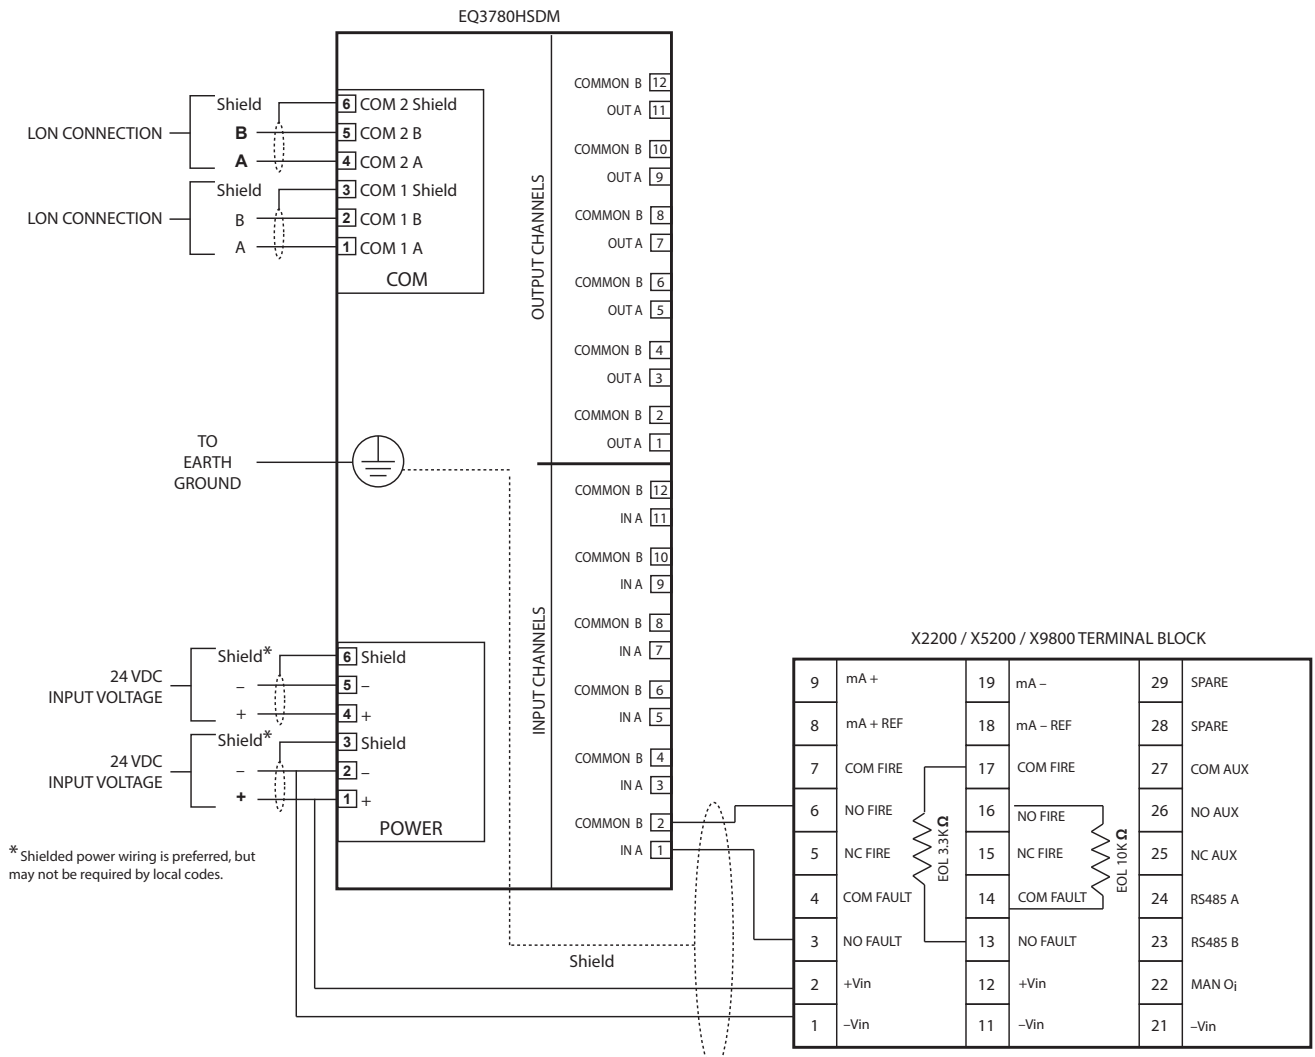 EQ3780HSDM
LON CONNECTION
Shield
B
A
LON CONNECTION
Shield
B
A
6 COM 2 Shield
5 COM 2 B
4 COM 2 A
3 COM 1 Shield
2 COM 1 B
1 COM 1 A
COM
OUTPUT CHANNELS
COMMON B 12
OUT A 11
COMMON B 10
OUT A 9
COMMON B 8
OUT A 7
COMMON B 6
OUT A 5
COMMON B 4
OUT A 3
COMMON B 2
OUT A 1
TO
EARTH
GROUND
INPUT CHANNELS
COMMON B 12
IN A 11
COMMON B 10
IN A 9
COMMON B 8
IN A 7
COMMON B 6
IN A 5
COMMON B 4
IN A 3
COMMON B 2
IN A 1
24 VDC
INPUT VOLTAGE
Shield*
–
+
24 VDC
INPUT VOLTAGE
Shield*
–
+
6 Shield
5 –
4 +
3 Shield
2 –
1 +
POWER
* Shielded power wiring is preferred, but
may not be required by local codes.
Shield
X2200 / X5200 / X9800 TERMINAL BLOCK
9 mA + 19 mA – 29 SPARE
8 mA + REF 18 mA – REF 28 SPARE
7 COM FIRE 17 COM FIRE 27 COM AUX
6 NO FIRE 16 NO FIRE 26 NO AUX
5 NC FIRE 15 NC FIRE 25 NC AUX
4 COM FAULT 14 COM FAULT 24 RS485 A
3 NO FAULT 13 NO FAULT 23 RS485 B
2 +Vin 12 +Vin 22 MAN Oi
1 –Vin 11 –Vin 21 –Vin
EOL 3.3KΩ
EOL 10KΩ